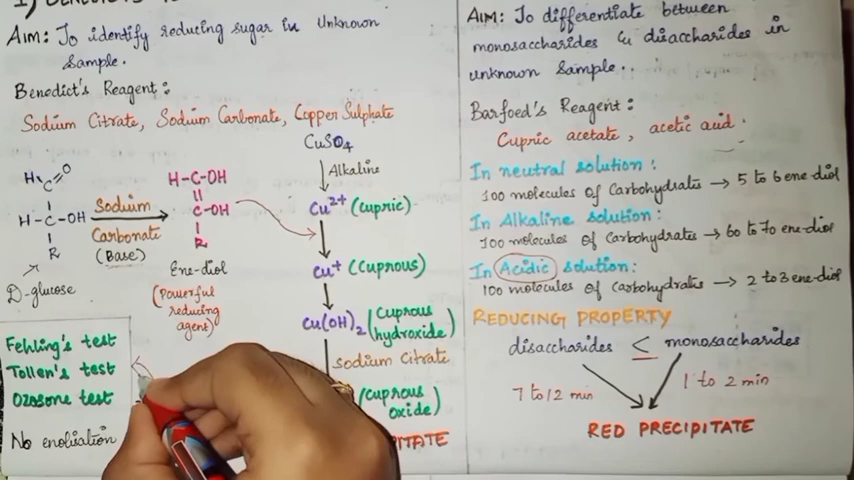 AIM: To identify reducing sugar in Unknown
Sample.
Benedict's Reagent:
Sodium Citrate, Sodium Carbonate, Copper Sulphate
CuSO4
Alkaline
H C O
H-C-OH
R
D-glucose
Sodium
Carbonate
(Base)
H-C-OH
C-OH
R
Ene-diol
(Powerful
reducing
agent)
Cu2+ (Cupric)
Cu+ (Cuprous)
Cu(OH)2 (Cuprous
hydroxide)
Sodium Citrate
(Cuprous
oxide)
Fehling's test
Tollen's test
Ozosone test
No enolisation
AIM: To differentiate between
monosaccharides & disaccharides in
unknown Sample..
Barfoed's Reagent:
Cupric acetate, acetic acid.
In neutral solution:
100 molecules of Carbohydrates → 5 to 6 ene-diol
In Alkaline solution:
100 molecules of Carbohydrates → 60 to 70 ene-diol
In Acidic solution:
100 molecules of Carbohydrates → 2 to 3 ene-diol
REDUCING PROPERTY
disaccharides < monosaccharides
7 to 12 min 1 to 2 min
RED PRECIPITATE